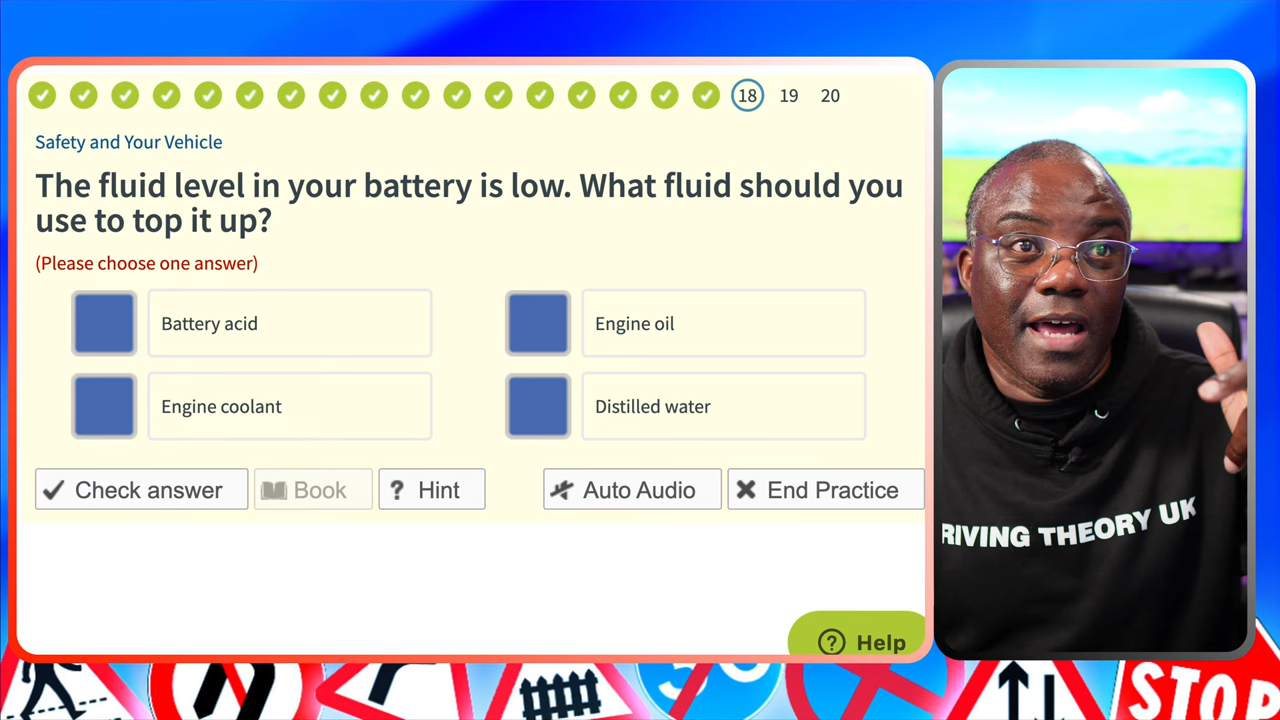 18 19 20
Safety and Your Vehicle
The fluid level in your battery is low. What fluid should you
use to top it up?
(Please choose one answer)
Battery acid
Engine oil
Engine coolant
Distilled water
Check answer
Book
? Hint
Auto Audio
End Practice
? Help
RIVING THEORY UK
STOP